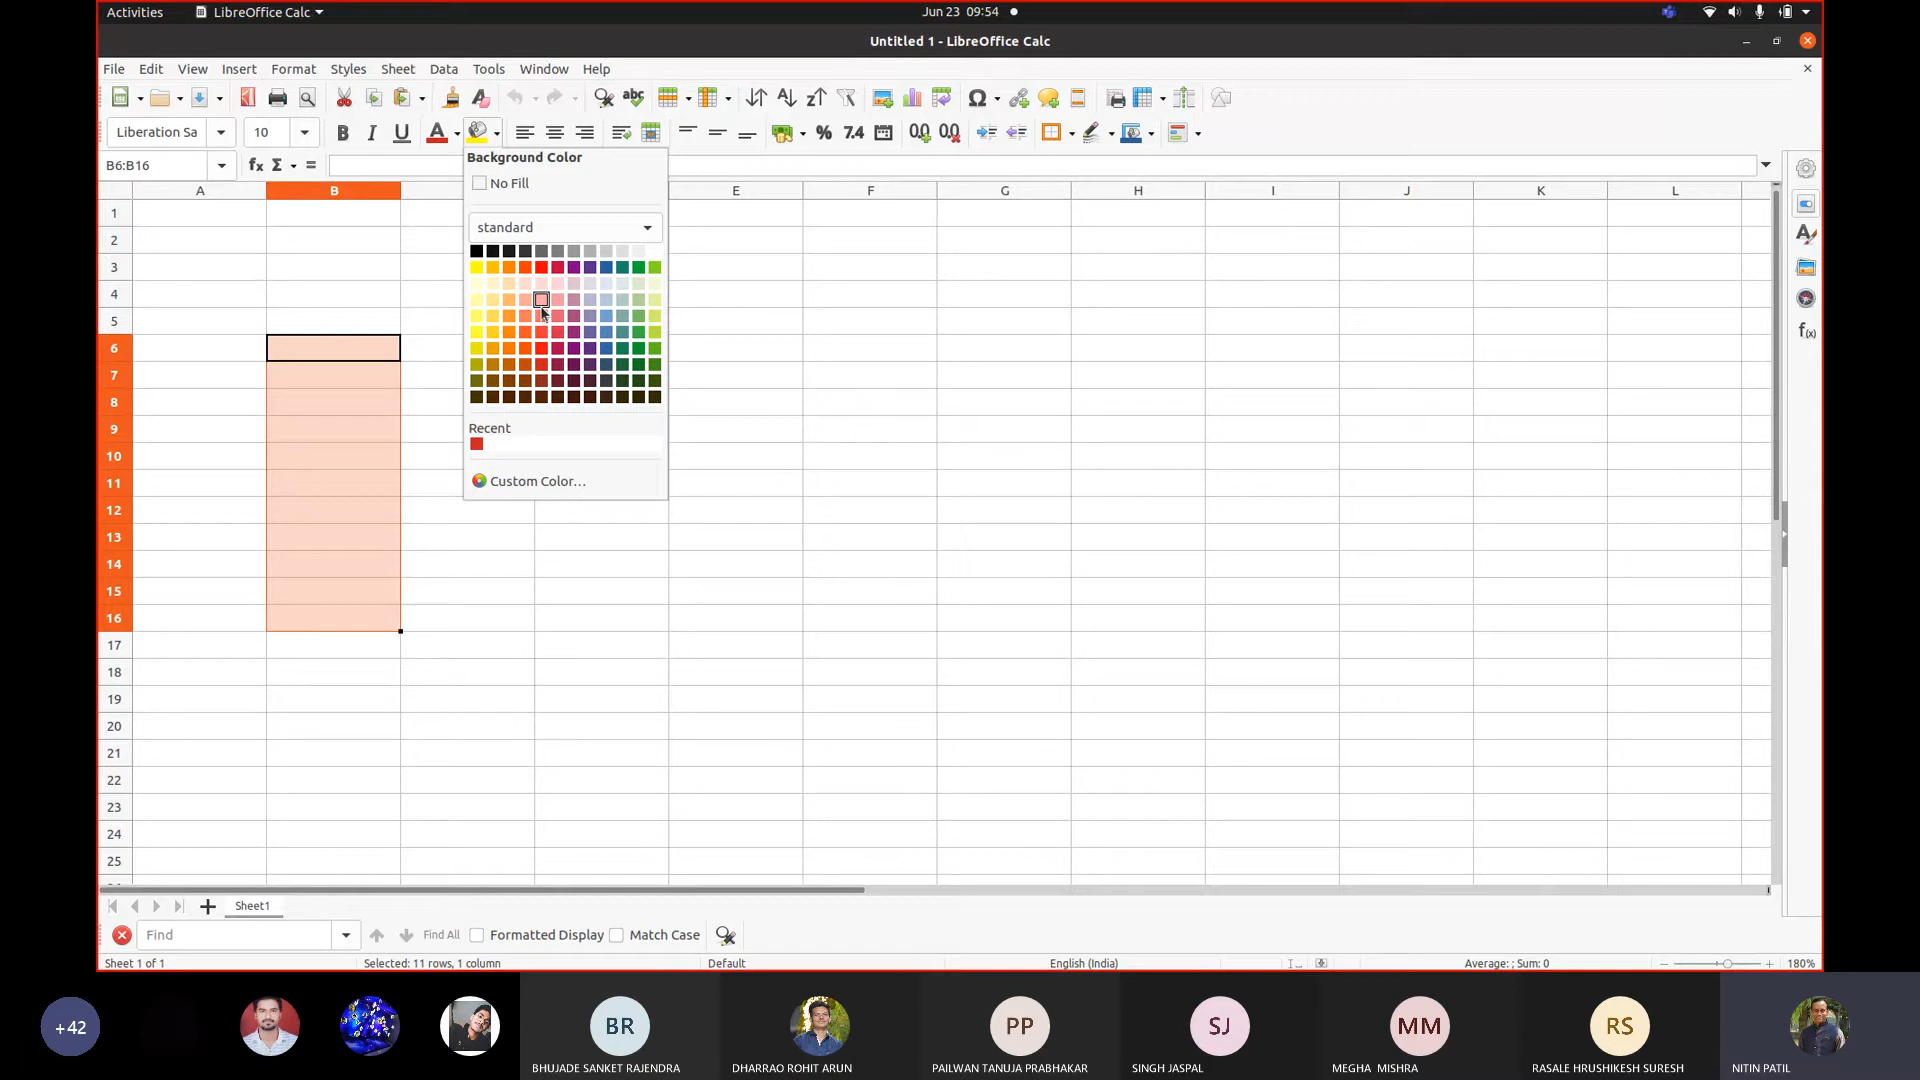 Activities LibreOffice Calc Jun 23 09:54
Untitled 1 - LibreOffice Calc
File Edit View Insert Format Styles Sheet Data Tools Window Help
Liberation Sa 10
B6:B16
Background Color
No Fill
standard
Recent
Custom Color...
A B E F G H I J K L
1
2
3
4
5
6
7
8
9
10
11
12
13
14
15
16
17
18
19
20
21
22
23
24
25
Sheet1
Find Find All Formatted Display Match Case
Sheet 1 of 1 Selected: 11 rows, 1 column Default English (India) Average: ; Sum: 0 180%
+42 BR PP SJ MM RS
BHUJADE SANKET RAJENDRA DHARRAO ROHIT ARUN PAILWAN TANUJA PRABHAKAR SINGH JASPAL MEGHA MISHRA RASALE HRUSHIKESH SURESH NITIN PATIL